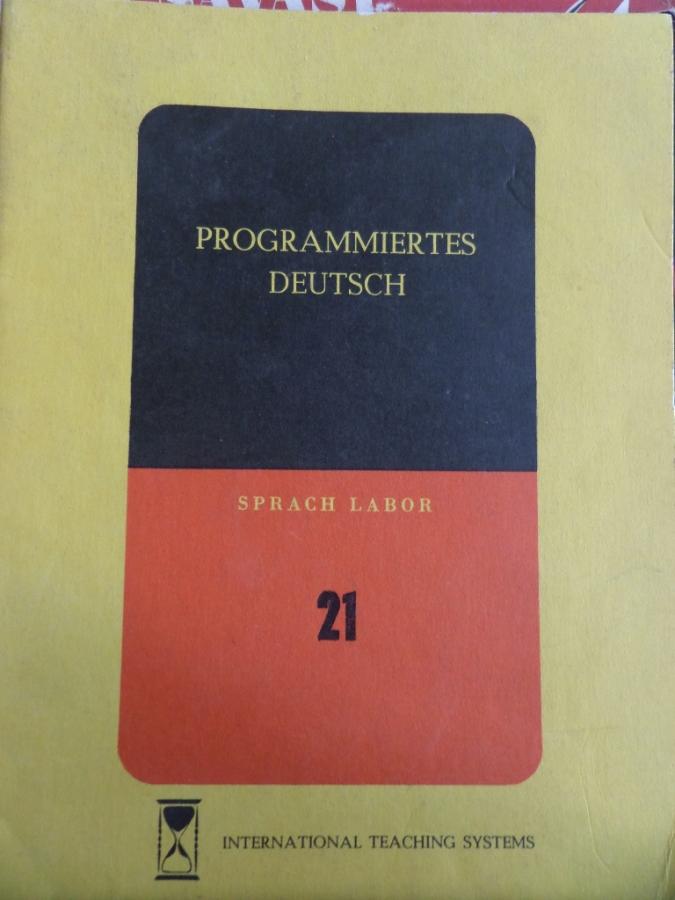 PROGRAMMIERTES
DEUTSCH
SPRACH LABOR
21
INTERNATIONAL TEACHING SYSTEMS